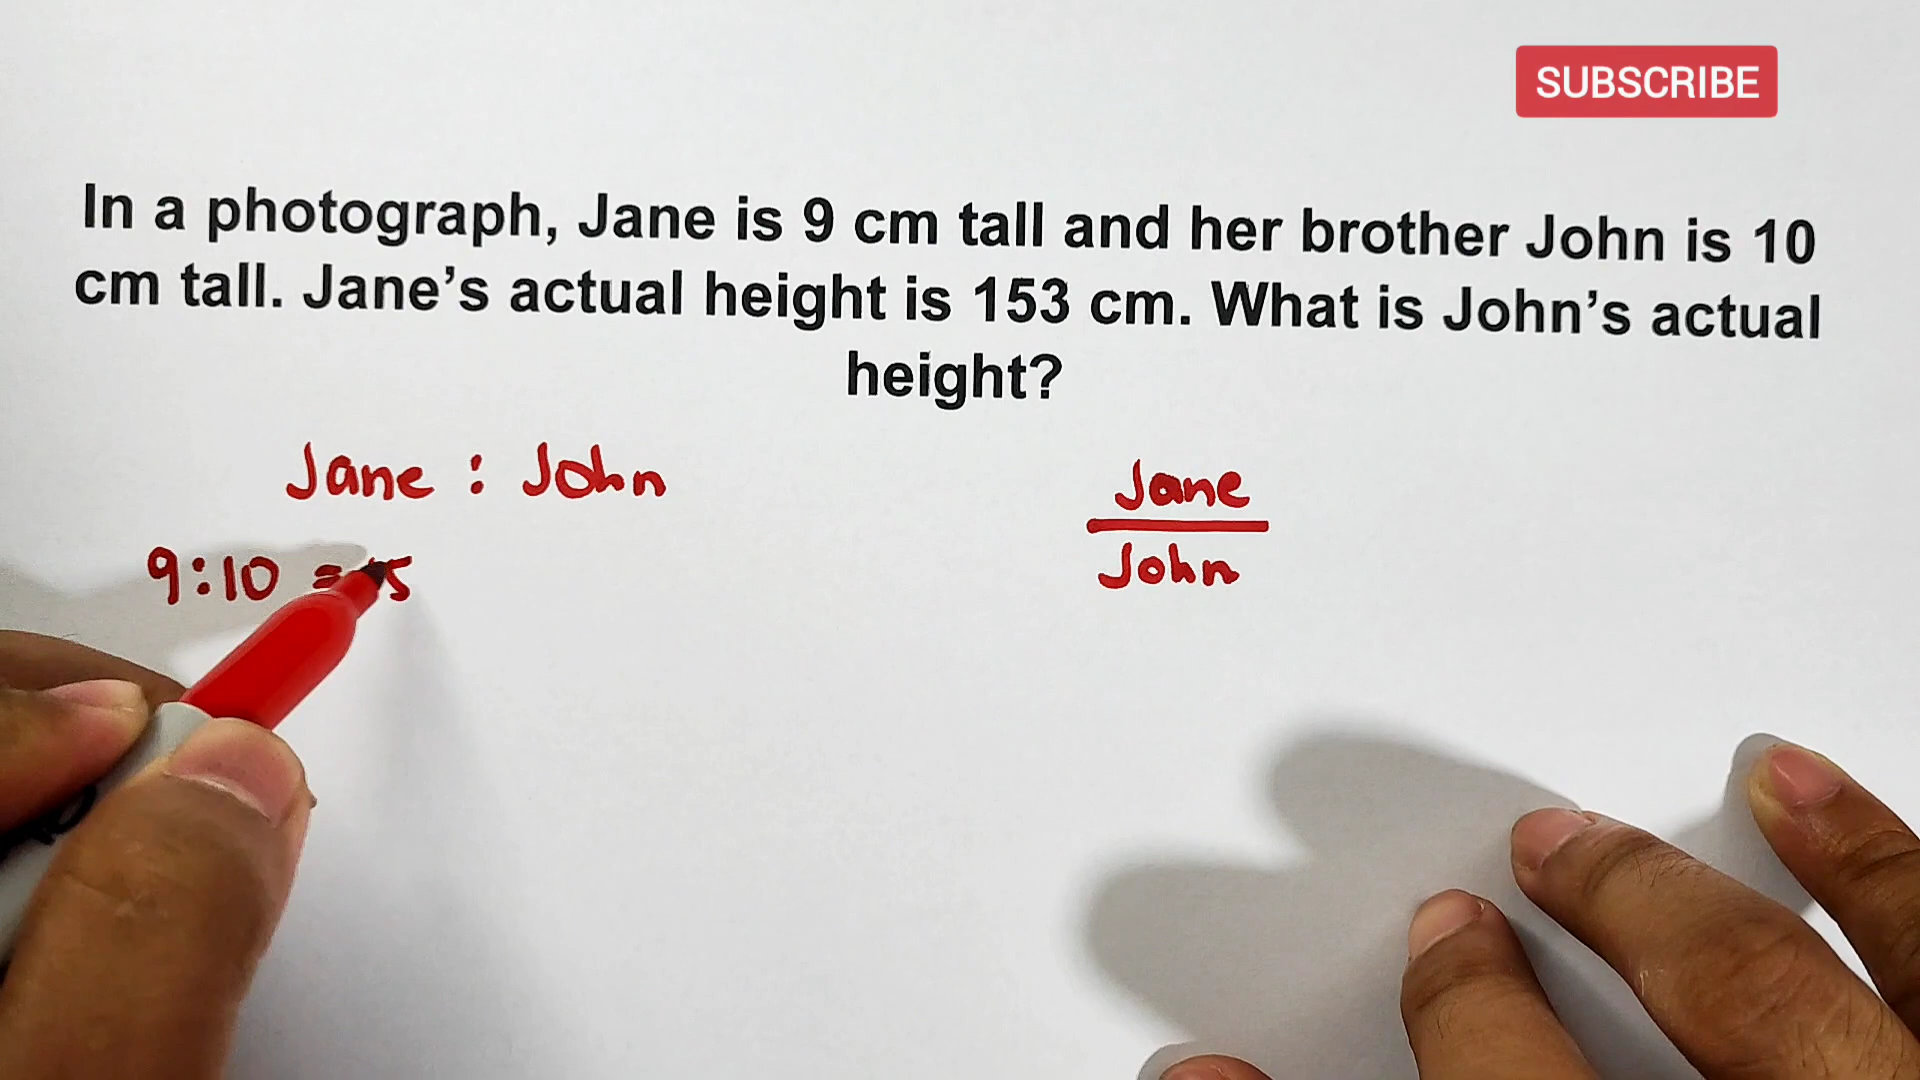 SUBSCRIBE
In a photograph, Jane is 9 cm tall and her brother John is 10
cm tall. Jane’s actual height is 153 cm. What is John’s actual
height?
Jane : John
Jane
John
9:10 =